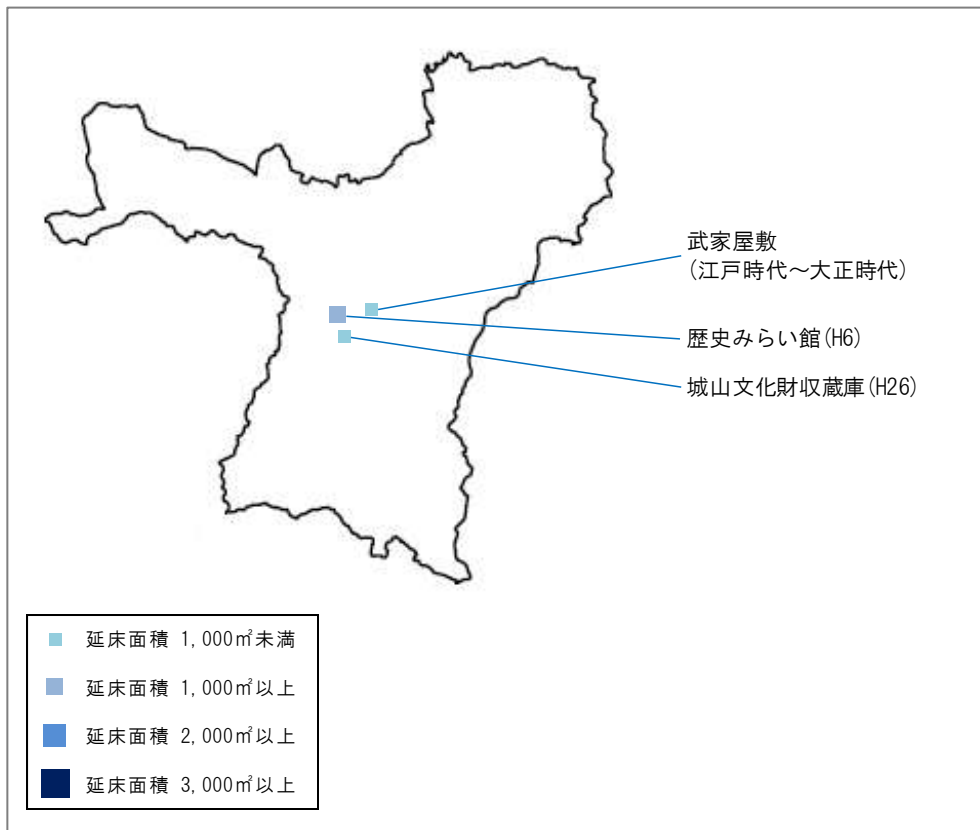 武家屋敷
(江戸時代～大正時代)
歴史みらい館(H6)
城山文化財収蔵庫(H26)
延床面積 1,000㎡未満
延床面積 1,000㎡以上
延床面積 2,000㎡以上
延床面積 3,000㎡以上